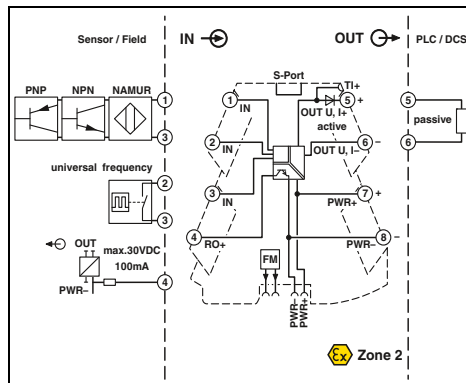 Sensor / Field
IN
OUT
PLC / DCS
PNP
NPN
NAMUR
1
3
universal frequency
2
3
OUT
max.30VDC
100mA
PWR–
4
S-Port
1
IN
2
IN
3
IN
4
RO+
TI+
5
+
OUT U, I+
active
6
–
OUT U, I–
7
+
PWR+
8
–
PWR–
FM
PWR–
PWR+
5
passive
6
Ex
Zone 2